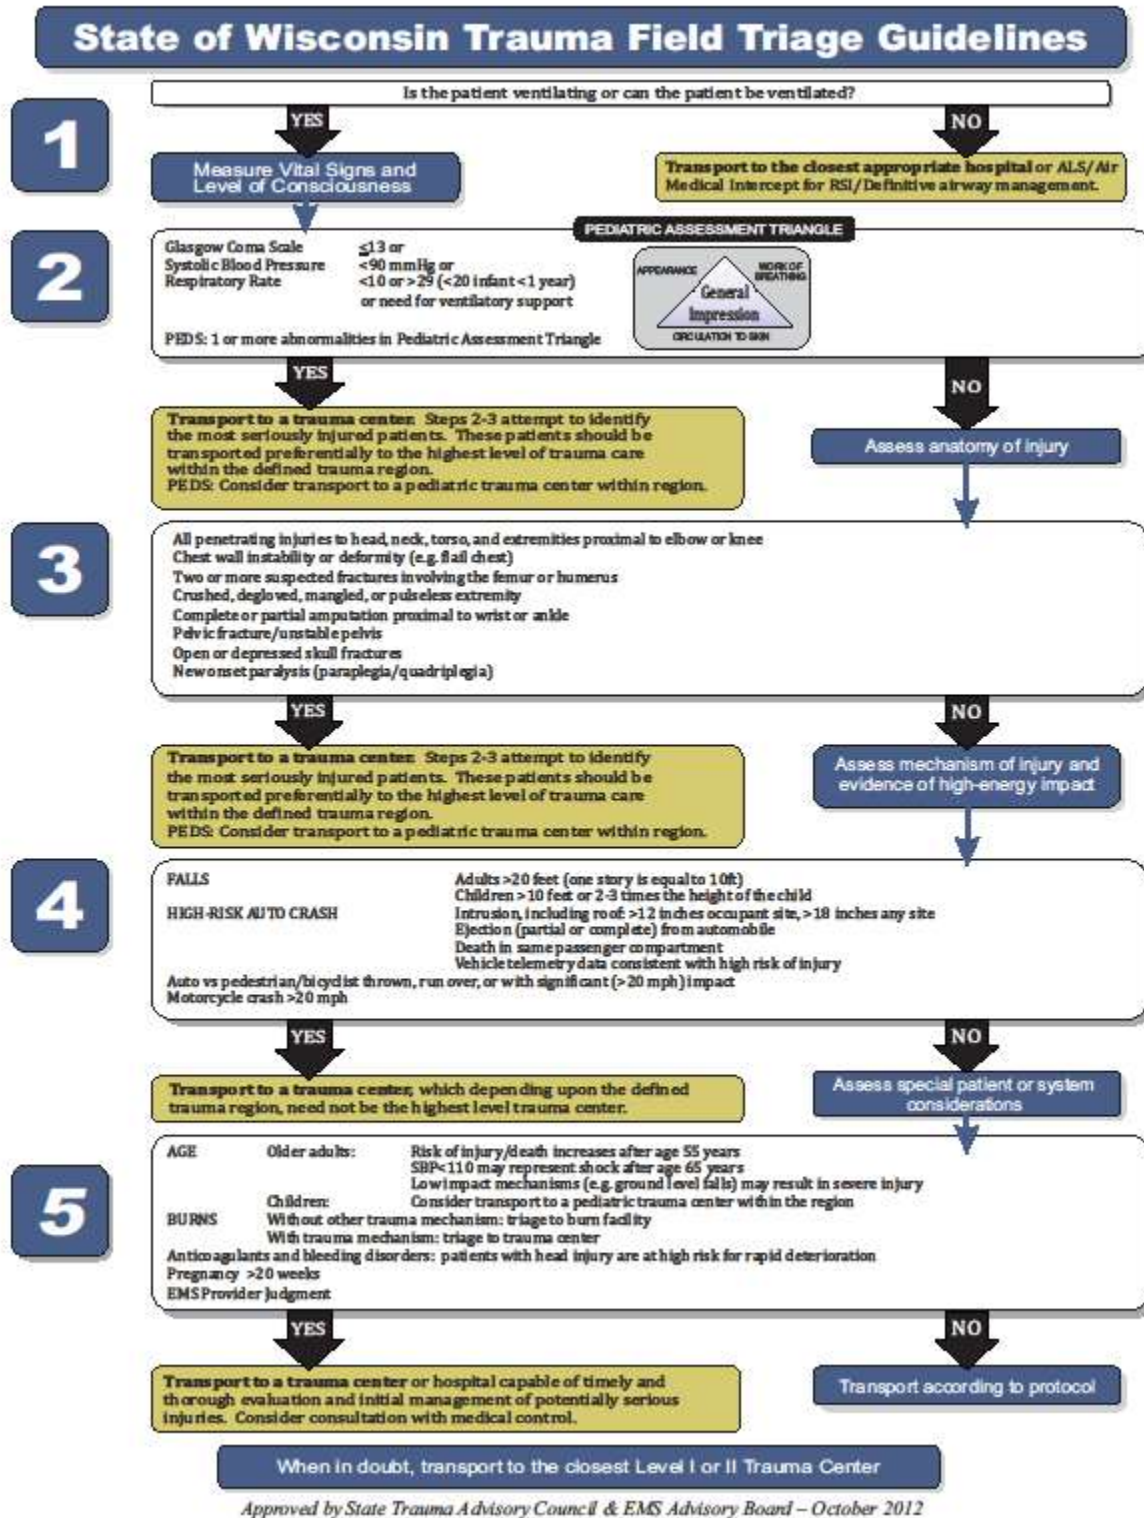 State of Wisconsin Trauma Field Triage Guidelines
1
Is the patient ventilating or can the patient be ventilated?
YES
NO
Measure Vital Signs and
Level of Consciousness
Transport to the closest appropriate hospital or ALS/Air
Medical Intercept for RSI/Definitive airway management.
2
PEDIATRIC ASSESSMENT TRIANGLE
Glasgow Coma Scale ≤13 or
Systolic Blood Pressure <90 mmHg or
Respiratory Rate <10 or >29 (<20 infant <1 year)
or need for ventilatory support
PEDS: 1 or more abnormalities in Pediatric Assessment Triangle
APPEARANCE
WORK OF
BREATHING
General
Impression
CIRCULATION TO SKIN
YES
NO
Transport to a trauma center. Steps 2-3 attempt to identify
the most seriously injured patients. These patients should be
transported preferentially to the highest level of trauma care
within the defined trauma region.
PEDS: Consider transport to a pediatric trauma center within region.
Assess anatomy of injury
3
All penetrating injuries to head, neck, torso, and extremities proximal to elbow or knee
Chest wall instability or deformity (e.g. flail chest)
Two or more suspected fractures involving the femur or humerus
Crushed, degloved, mangled, or pulseless extremity
Complete or partial amputation proximal to wrist or ankle
Pelvic fracture/unstable pelvis
Open or depressed skull fractures
New onset paralysis (paraplegia/quadriplegia)
YES
NO
Transport to a trauma center. Steps 2-3 attempt to identify
the most seriously injured patients. These patients should be
transported preferentially to the highest level of trauma care
within the defined trauma region.
PEDS: Consider transport to a pediatric trauma center within region.
Assess mechanism of injury and
evidence of high-energy impact
4
FALLS Adults >20 feet (one story is equal to 10ft)
Children >10 feet or 2-3 times the height of the child
HIGH-RISK AUTO CRASH Intrusion, including roof: >12 inches occupant site, >18 inches any site
Ejection (partial or complete) from automobile
Death in same passenger compartment
Vehicle telemetry data consistent with high risk of injury
Auto vs pedestrian/bicyclist thrown, run over, or with significant (>20 mph) impact
Motorcycle crash >20 mph
YES
NO
Transport to a trauma center, which depending upon the defined
trauma region, need not be the highest level trauma center.
Assess special patient or system
considerations
5
AGE Older adults: Risk of injury/death increases after age 55 years
SBP<110 may represent shock after age 65 years
Low impact mechanisms (e.g. ground level falls) may result in severe injury
Children: Consider transport to a pediatric trauma center within the region
BURNS Without other trauma mechanism: triage to burn facility
With trauma mechanism: triage to trauma center
Anticoagulants and bleeding disorders: patients with head injury are at high risk for rapid deterioration
Pregnancy >20 weeks
EMS Provider Judgment
YES
NO
Transport to a trauma center or hospital capable of timely and
thorough evaluation and initial management of potentially serious
injuries. Consider consultation with medical control.
Transport according to protocol
When in doubt, transport to the closest Level I or II Trauma Center
Approved by State Trauma Advisory Council & EMS Advisory Board – October 2012